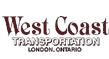 West Coast
TRANSPORTATION
LONDON, ONTARIO